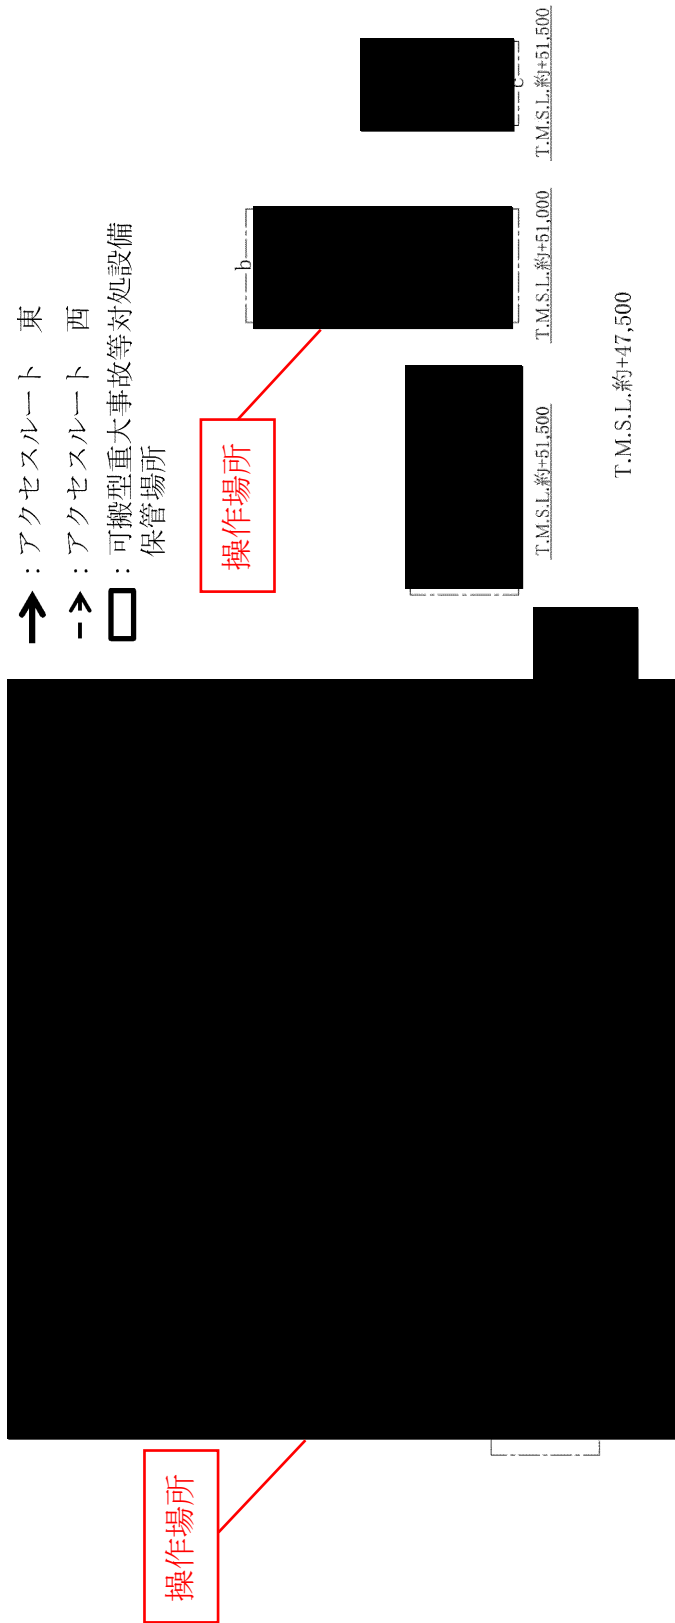 ：アクセスルート　東
：アクセスルート　西
：可搬型重大事故等対処設備
保管場所
操作場所
操作場所
b
c
T.M.S.L.約+51,500
T.M.S.L.約+51,000
T.M.S.L.約+51,500
T.M.S.L.約+47,500